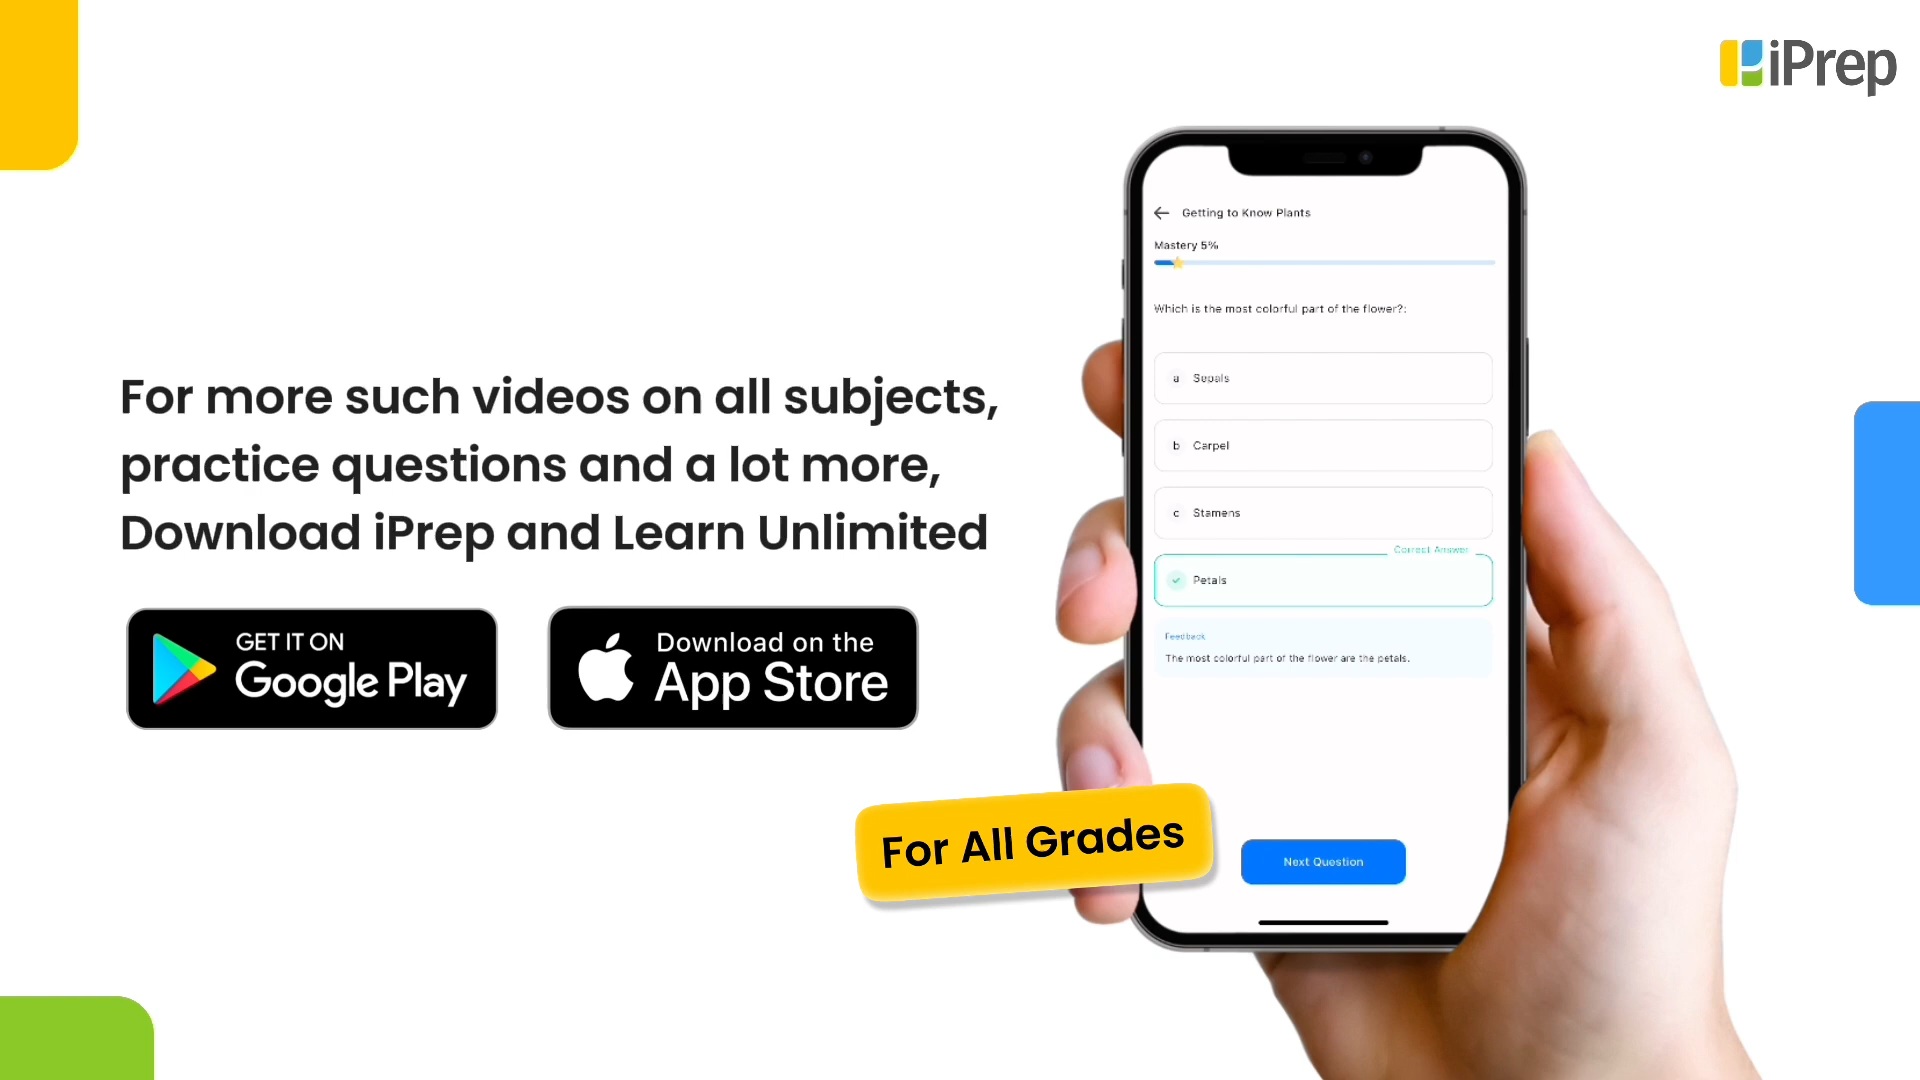 iPrep
Getting to Know Plants
Mastery 5%
Which is the most colorful part of the flower?:
a Sepals
b Carpel
c Stamens
Correct Answer
Petals
Feedback
The most colorful part of the flower are the petals.
Next Question
For more such videos on all subjects,
practice questions and a lot more,
Download iPrep and Learn Unlimited
GET IT ON
Google Play
Download on the
App Store
For All Grades